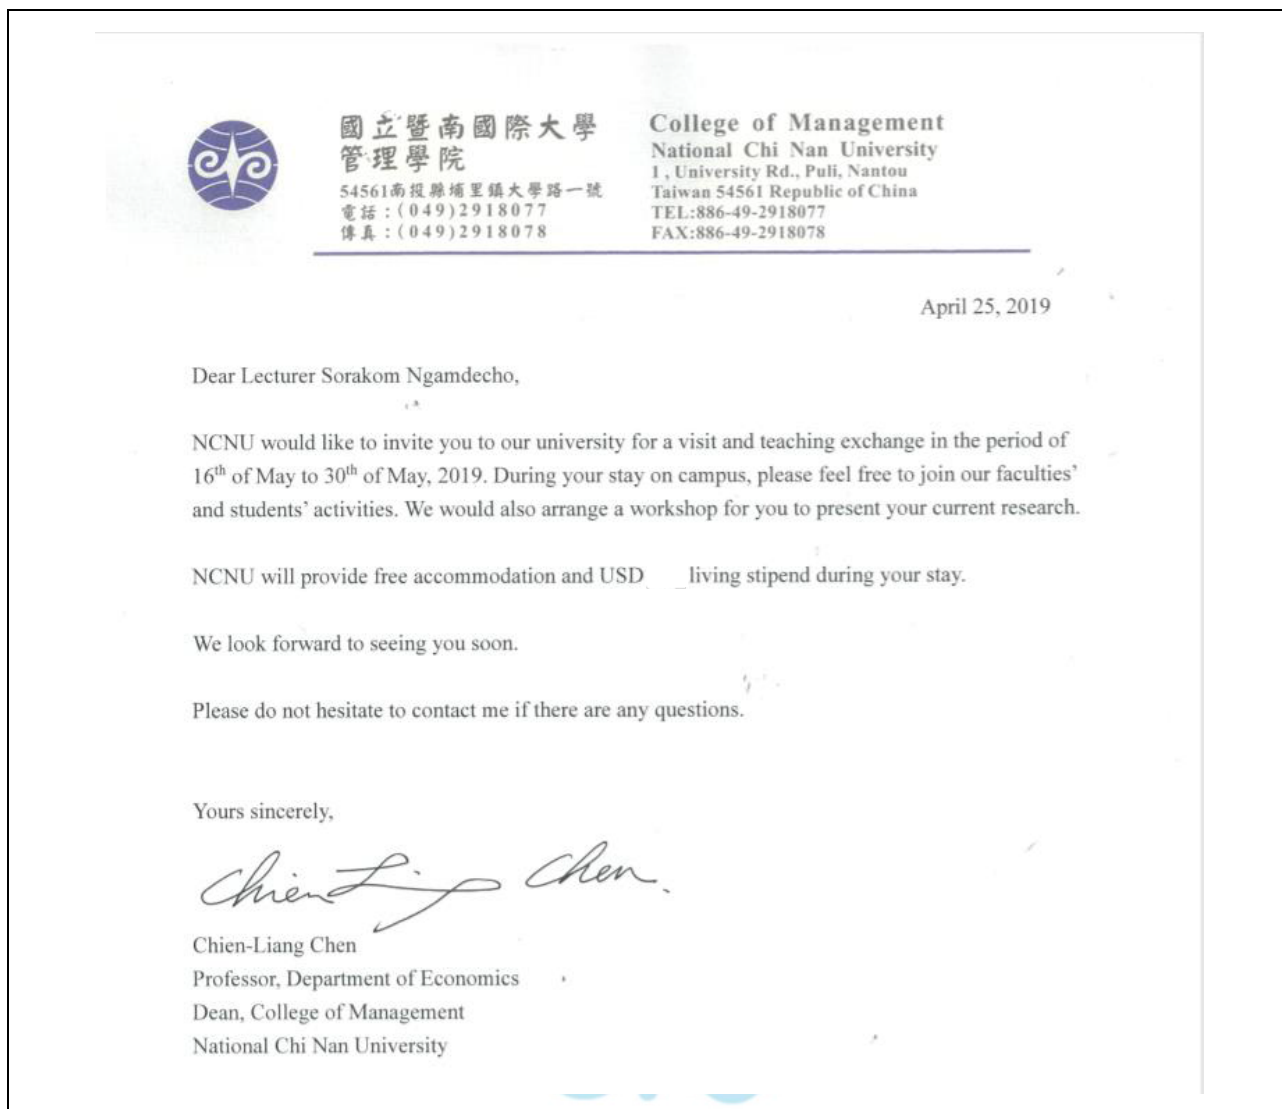 國立暨南國際大學
管理學院
54561南投縣埔里鎮大學路一號
電話：(049)2918077
傳真：(049)2918078
College of Management
National Chi Nan University
1 , University Rd., Puli, Nantou
Taiwan 54561 Republic of China
TEL:886-49-2918077
FAX:886-49-2918078
April 25, 2019
Dear Lecturer Sorakom Ngamdecho,
NCNU would like to invite you to our university for a visit and teaching exchange in the period of
16th of May to 30th of May, 2019. During your stay on campus, please feel free to join our faculties’
and students’ activities. We would also arrange a workshop for you to present your current research.
NCNU will provide free accommodation and USD living stipend during your stay.
We look forward to seeing you soon.
Please do not hesitate to contact me if there are any questions.
Yours sincerely,
Chien Liang Chen
Chien-Liang Chen
Professor, Department of Economics
Dean, College of Management
National Chi Nan University